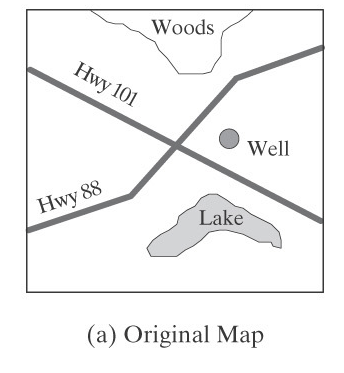 Woods
Hwy 101
Well
Hwy 88
Lake
(a) Original Map